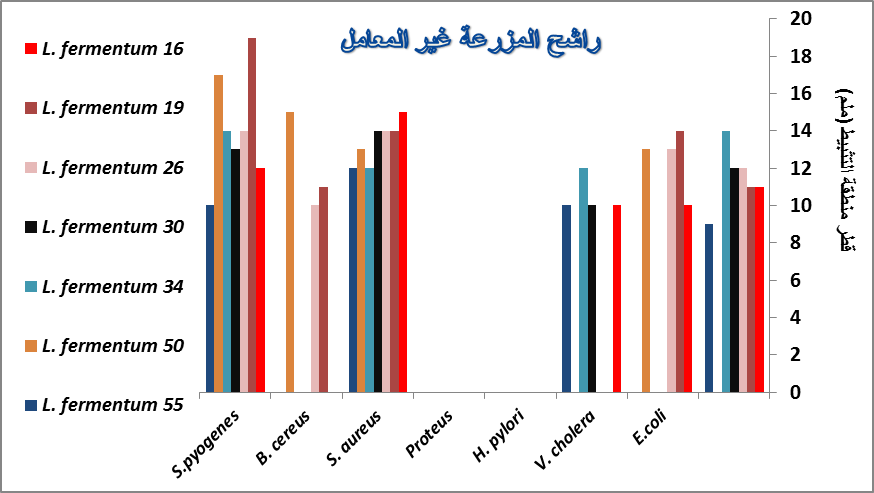 راشح المزرعة غير المعامل
L. fermentum 16
L. fermentum 19
L. fermentum 26
L. fermentum 30
L. fermentum 34
L. fermentum 50
L. fermentum 55
20
18
16
14
12
10
8
6
4
2
0
قطر منطقة التثبيط (ملم)
S.pyogenes
B. cereus
S. aureus
Proteus
H. pylori
V. cholera
E.coli